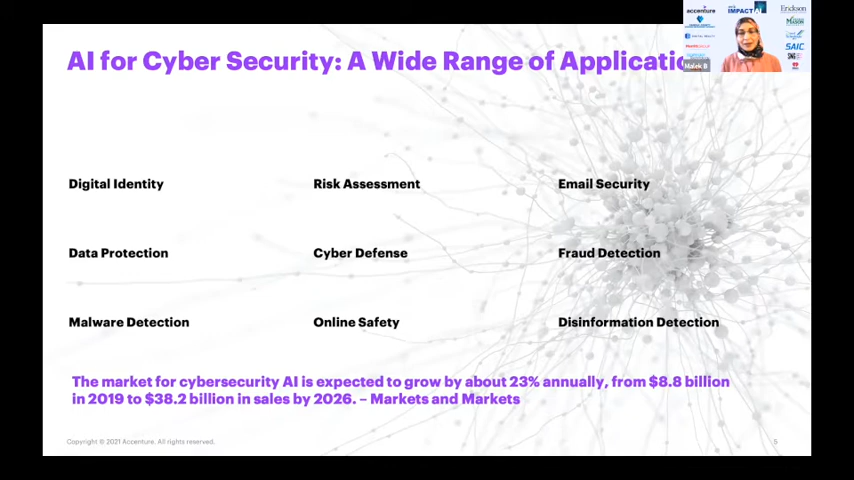 accenture
IMPACT AI
Erickson
MASON
SAIC
Malek B
AI for Cyber Security: A Wide Range of Applicatio
Digital Identity
Risk Assessment
Email Security
Data Protection
Cyber Defense
Fraud Detection
Malware Detection
Online Safety
Disinformation Detection
The market for cybersecurity AI is expected to grow by about 23% annually, from $8.8 billion
in 2019 to $38.2 billion in sales by 2026. – Markets and Markets
Copyright © 2021 Accenture. All rights reserved.
5